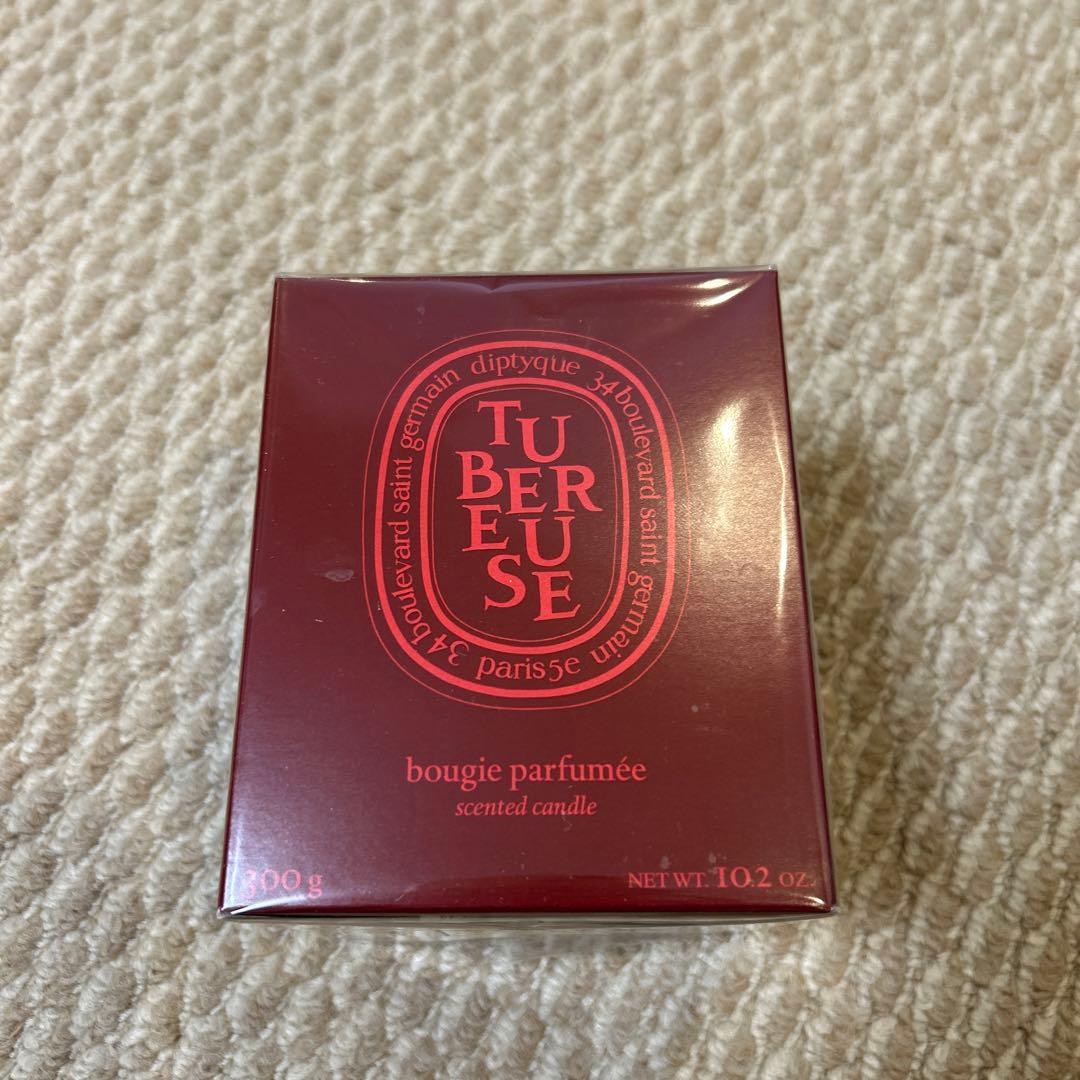 diptyque
34 boulevard saint germain
paris 5e
34 boulevard saint germain
TU
BER
EU
SE
bougie parfumée
scented candle
300 g
NET WT. 10.2 OZ.